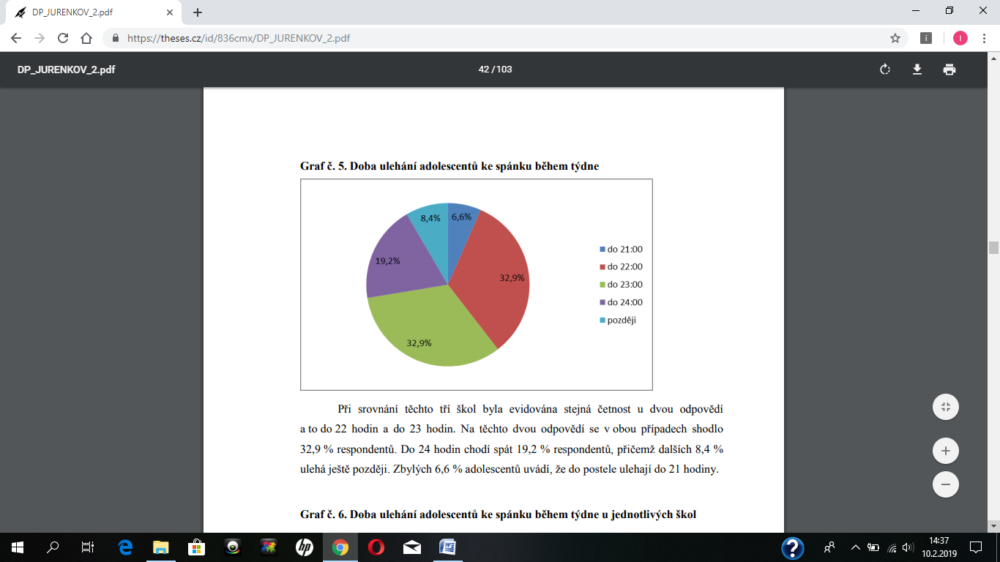 DP_JURENKOV_2.pdf
https://theses.cz/id/836cmx/DP_JURENKOV_2.pdf
DP_JURENKOV_2.pdf
42 / 103
Graf č. 5. Doba ulehání adolescentů ke spánku během týdne
8,4%
6,6%
19,2%
32,9%
32,9%
do 21:00
do 22:00
do 23:00
do 24:00
později
Při srovnání těchto tří škol byla evidována stejná četnost u dvou odpovědí
a to do 22 hodin a do 23 hodin. Na těchto dvou odpovědí se v obou případech shodlo
32,9 % respondentů. Do 24 hodin chodí spát 19,2 % respondentů, přičemž dalších 8,4 %
ulehá ještě později. Zbylých 6,6 % adolescentů uvádí, že do postele ulehají do 21 hodiny.
Graf č. 6. Doba ulehání adolescentů ke spánku během týdne u jednotlivých škol
14:37
10.2.2019